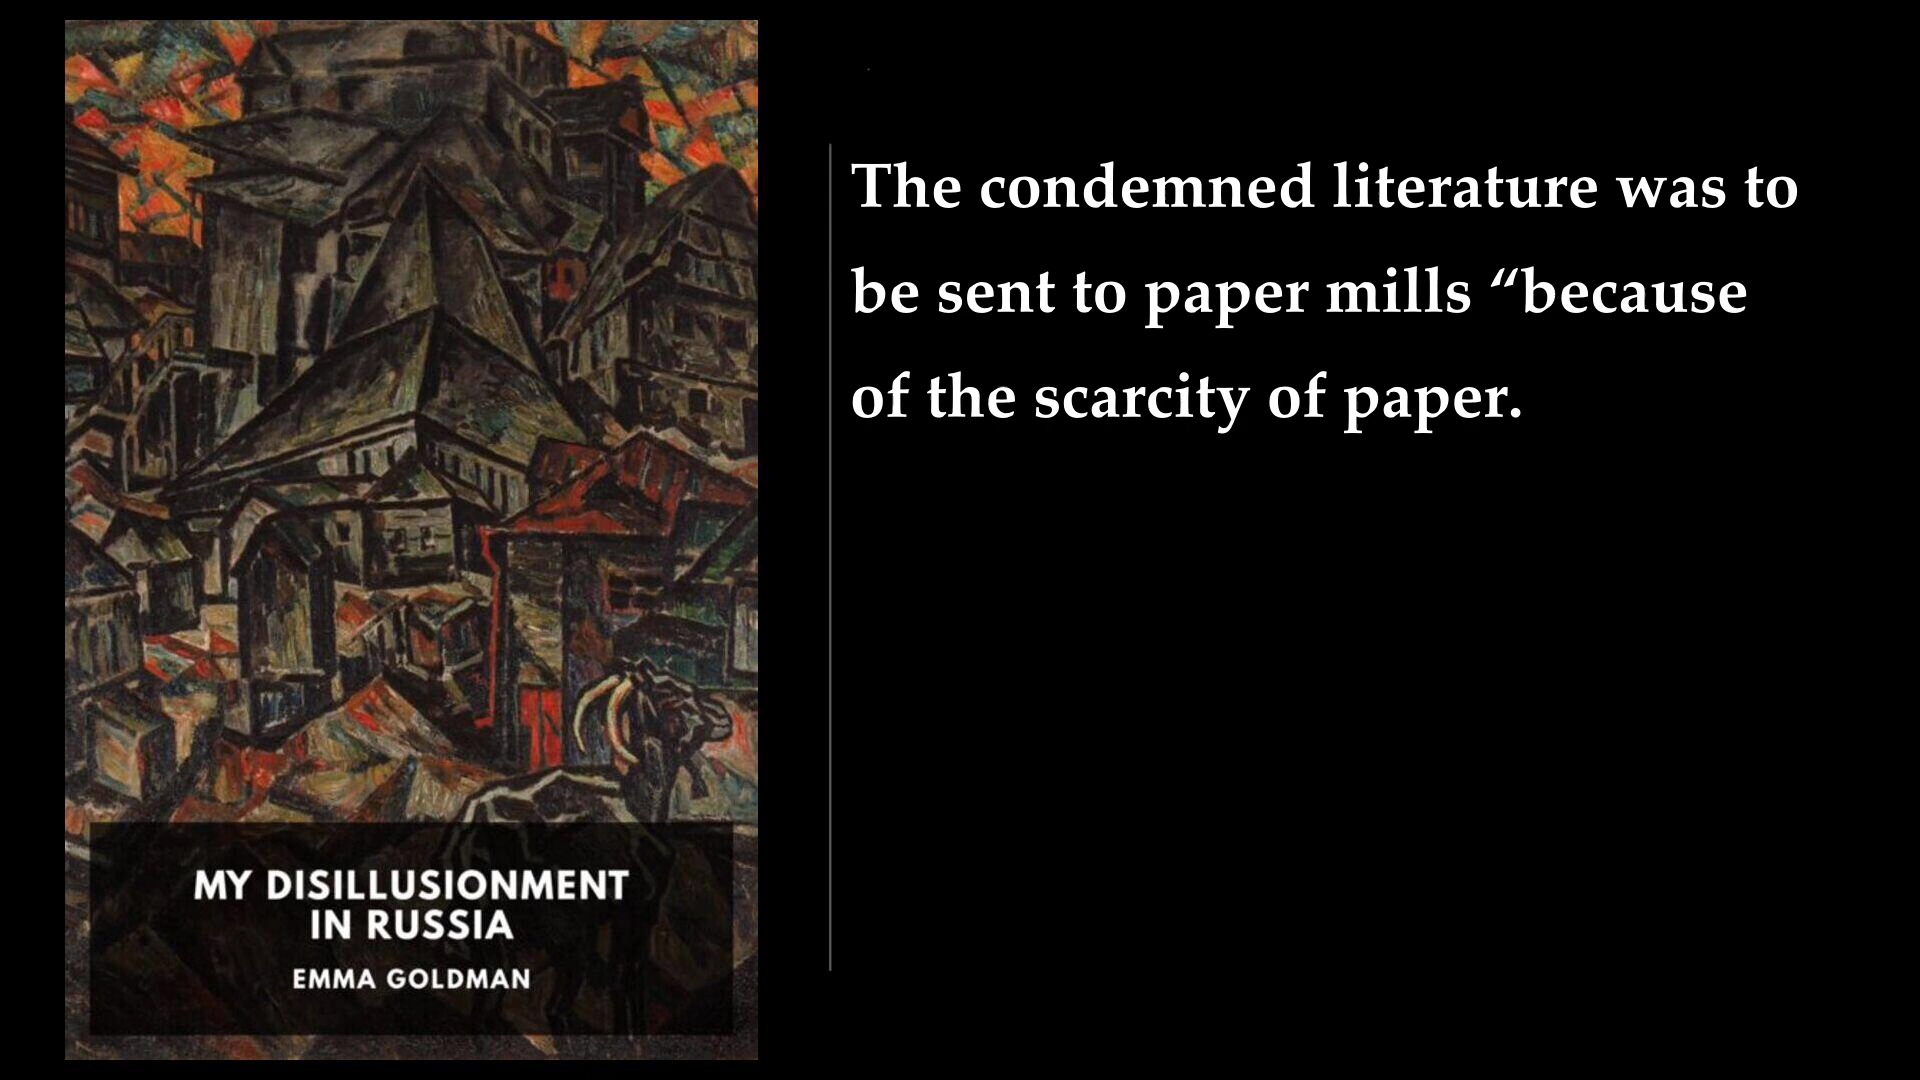 MY DISILLUSIONMENT
IN RUSSIA
EMMA GOLDMAN
The condemned literature was to
be sent to paper mills “because
of the scarcity of paper.